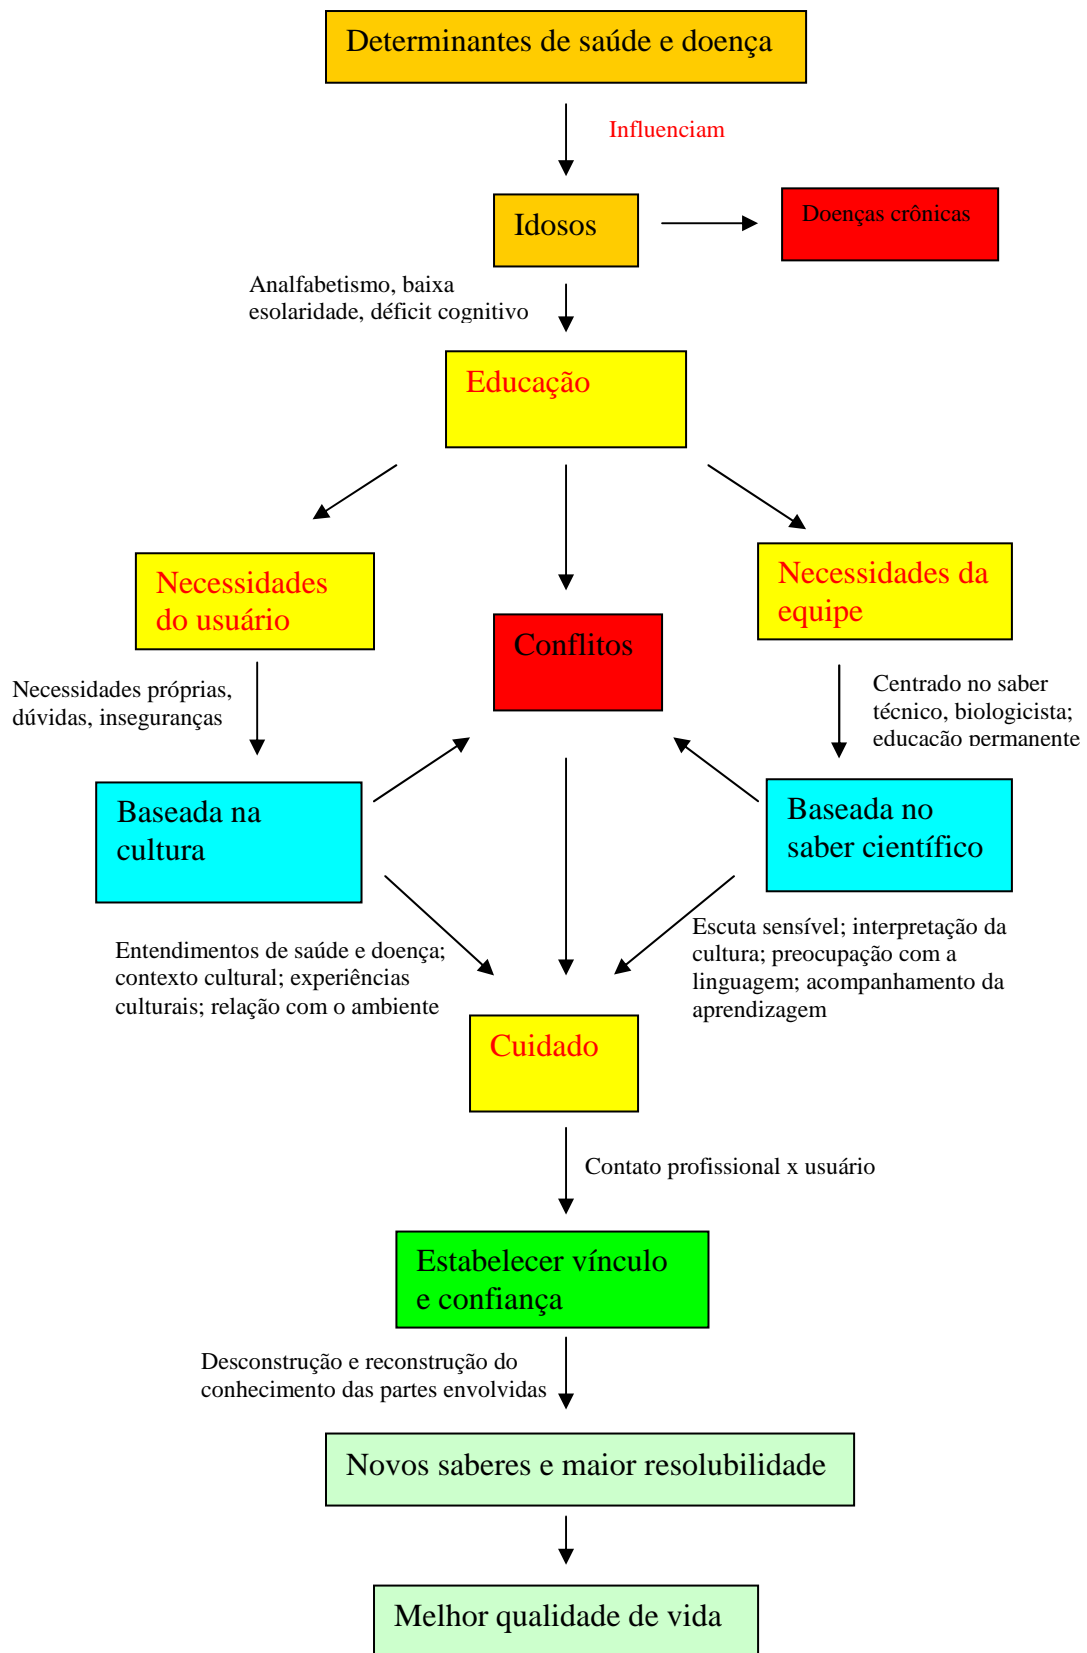 Determinantes de saúde e doença
Influenciam
Idosos
Doenças crônicas
Analfabetismo, baixa
esolaridade, déficit cognitivo
Educação
Necessidades
do usuário
Necessidades da
equipe
Conflitos
Necessidades próprias,
dúvidas, inseguranças
Centrado no saber
técnico, biologicista;
educação permanente
Baseada na
cultura
Baseada no
saber científico
Entendimentos de saúde e doença;
contexto cultural; experiências
culturais; relação com o ambiente
Escuta sensível; interpretação da
cultura; preocupação com a
linguagem; acompanhamento da
aprendizagem
Cuidado
Contato profissional x usuário
Estabelecer vínculo
e confiança
Desconstrução e reconstrução do
conhecimento das partes envolvidas
Novos saberes e maior resolubilidade
Melhor qualidade de vida